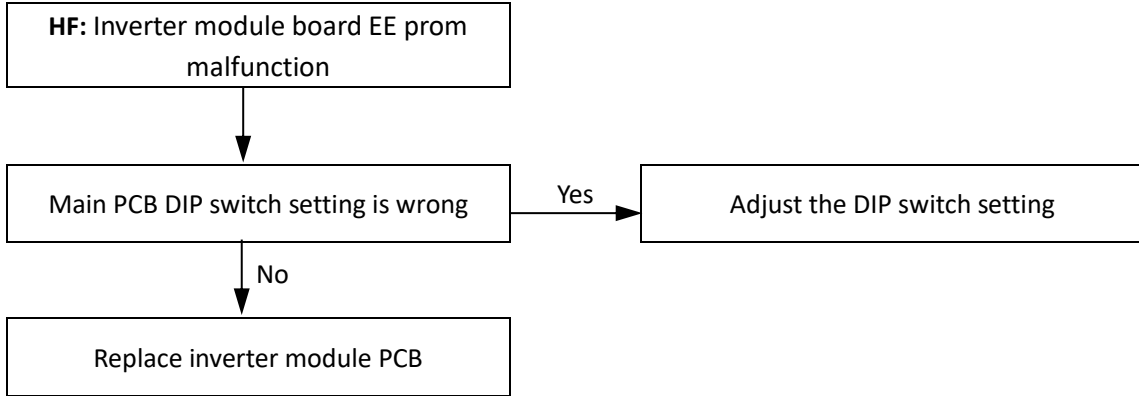 HF: Inverter module board EE prom
malfunction
Main PCB DIP switch setting is wrong
Yes
Adjust the DIP switch setting
No
Replace inverter module PCB